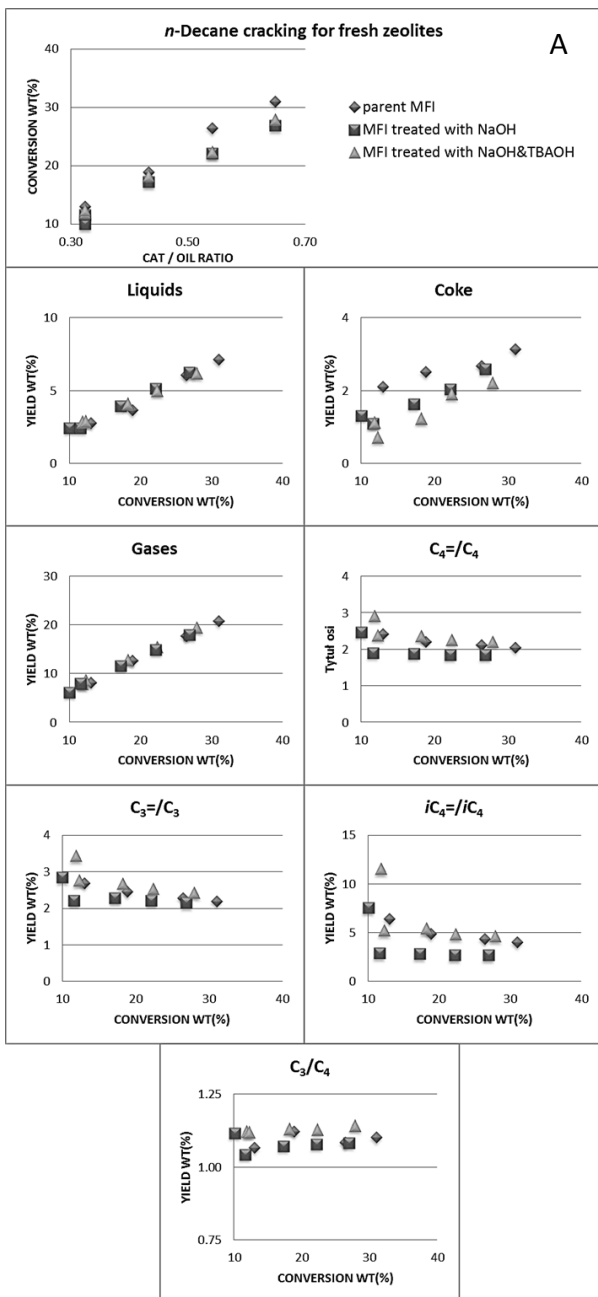 n-Decane cracking for fresh zeolites
A
CONVERSION WT(%)
40
30
20
10
0.30
0.50
0.70
CAT / OIL RATIO
parent MFI
MFI treated with NaOH
MFI treated with NaOH&TBAOH
Liquids
YIELD WT(%)
10
5
0
10
20
30
40
CONVERSION WT(%)
Coke
YIELD WT(%)
4
2
0
10
20
30
40
CONVERSION WT(%)
Gases
YIELD WT(%)
30
20
10
0
10
20
30
40
CONVERSION WT(%)
C₄=/C₄
Tytuł osi
4
3
2
1
0
10
20
30
40
CONVERSION WT(%)
C₃=/C₃
YIELD WT(%)
4
3
2
1
0
10
20
30
40
CONVERSION WT(%)
iC₄=/iC₄
YIELD WT(%)
15
10
5
0
10
20
30
40
CONVERSION WT(%)
C₃/C₄
YIELD WT(%)
1.25
1.00
0.75
10
20
30
40
CONVERSION WT(%)